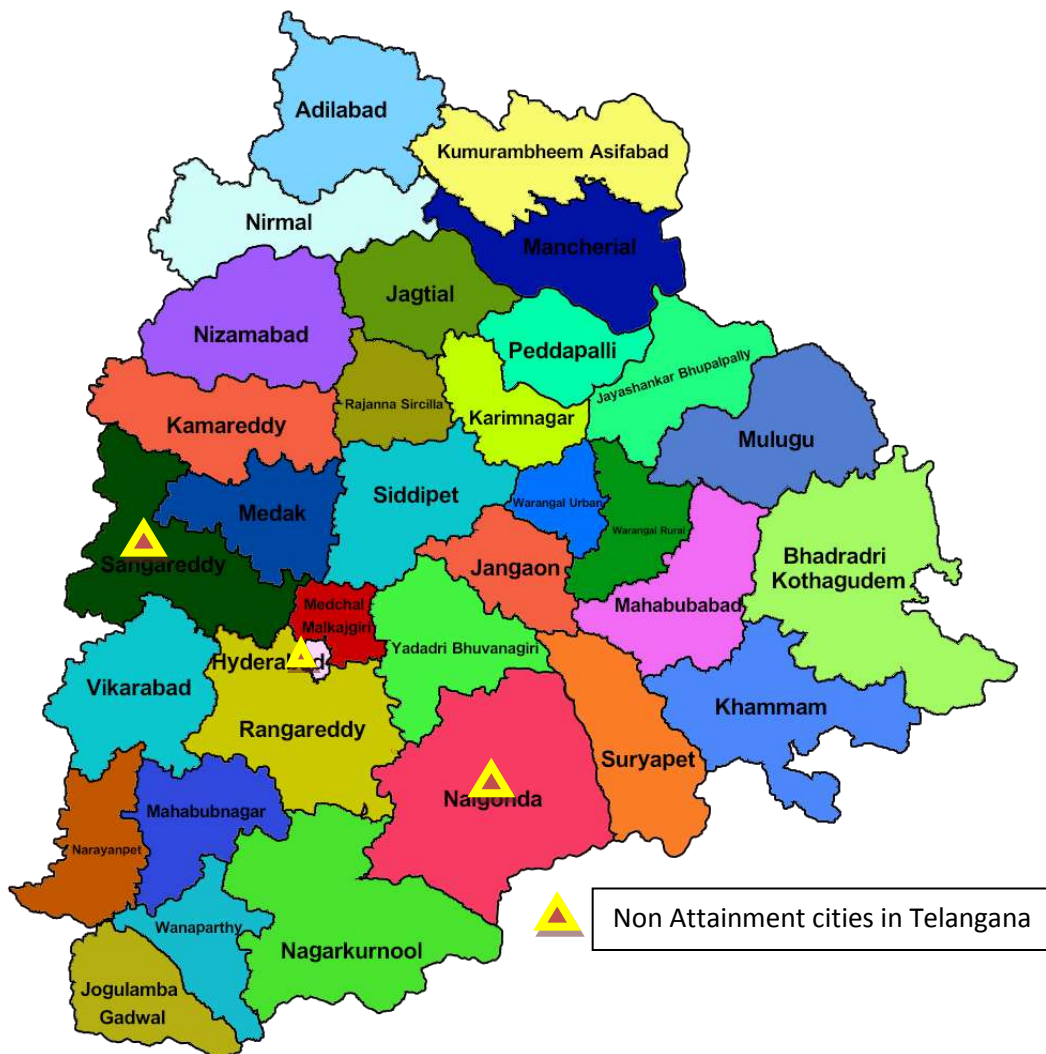 Adilabad
Kumurambheem Asifabad
Nirmal
Mancherial
Jagtial
Nizamabad
Peddapalli
Jayashankar Bhupalpally
Rajanna Sircilla
Karimnagar
Kamareddy
Mulugu
Siddipet
Medak
Warangal Urban
Warangal Rural
Sangareddy
Jangaon
Bhadradri
Kothagudem
Mahabubabad
Medchal
Malkajgiri
Yadadri Bhuvanagiri
Hyderabad
Vikarabad
Rangareddy
Khammam
Suryapet
Nalgonda
Mahabubnagar
Narayanpet
Wanaparthy
Nagarkurnool
Non Attainment cities in Telangana
Jogulamba
Gadwal